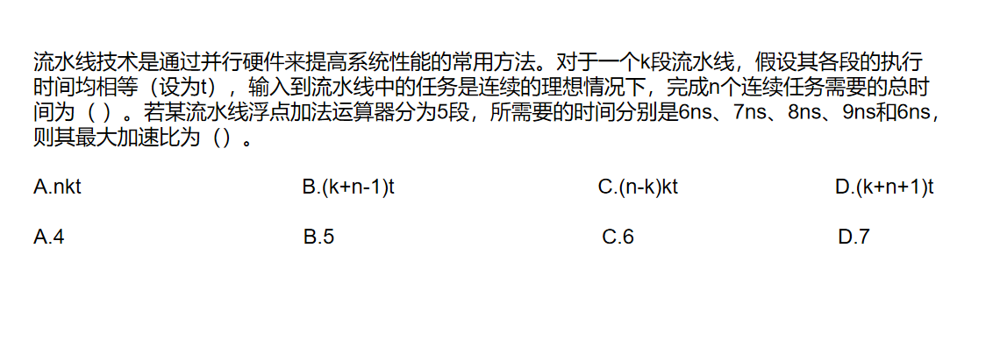 流水线技术是通过并行硬件来提高系统性能的常用方法。对于一个k段流水线，假设其各段的执行
时间均相等（设为t），输入到流水线中的任务是连续的理想情况下，完成n个连续任务需要的总时
间为（ ）。若某流水线浮点加法运算器分为5段，所需要的时间分别是6ns、7ns、8ns、9ns和6ns，
则其最大加速比为（）。
A.nkt B.(k+n-1)t C.(n-k)kt D.(k+n+1)t
A.4 B.5 C.6 D.7